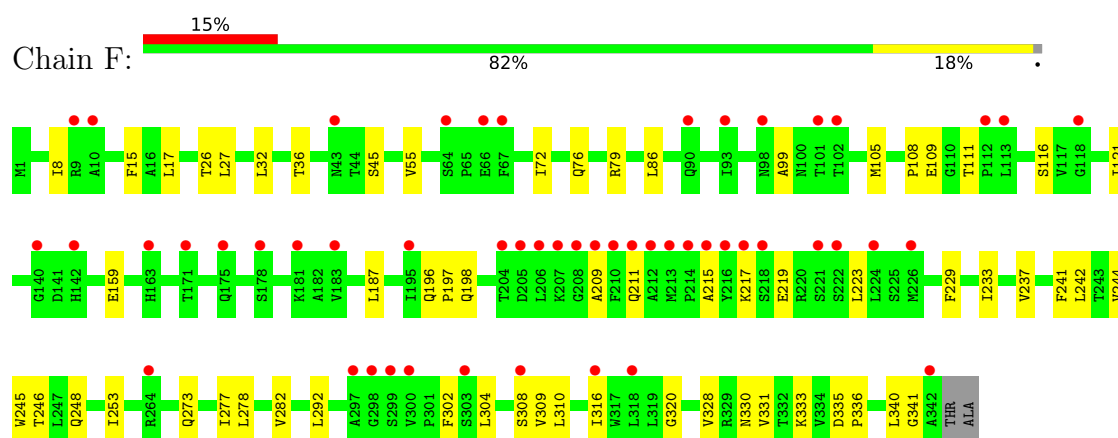 15%
Chain F:
82% 18% •
M1 I8 R9 A10 F15 A16 L17 T26 L27 L32 T36 N43 T44 S45 V55 S64 P65 E66 F67 I72 Q76 R79 L86 Q90 I93 N98 A99 N100 T101 T102 M105 P108 E109 G110 T111 P112 L113 S116 V117 G118
G140 D141 H142 E159 H163 T171 Q175 S178 K181 A182 V183 L187 I195 Q196 P197 Q198 T204 D205 L206 K207 G208 A209 F210 Q211 A212 M213 P214 A215 Y216 K217 S218 E219 R220 S221 S222 L223 L224 S225 M226 F229 I233 V237 F241 L242 T243
W245 T246 L247 Q248 I253 R264 Q273 I277 L278 V282 L292 A297 G298 S299 V300 P301 F302 S303 L304 S308 V309 L310 I316 W317 L318 L319 G320 V328 R329 N330 V331 T332 K333 V334 D335 P336 L340 G341 A342 THR ALA